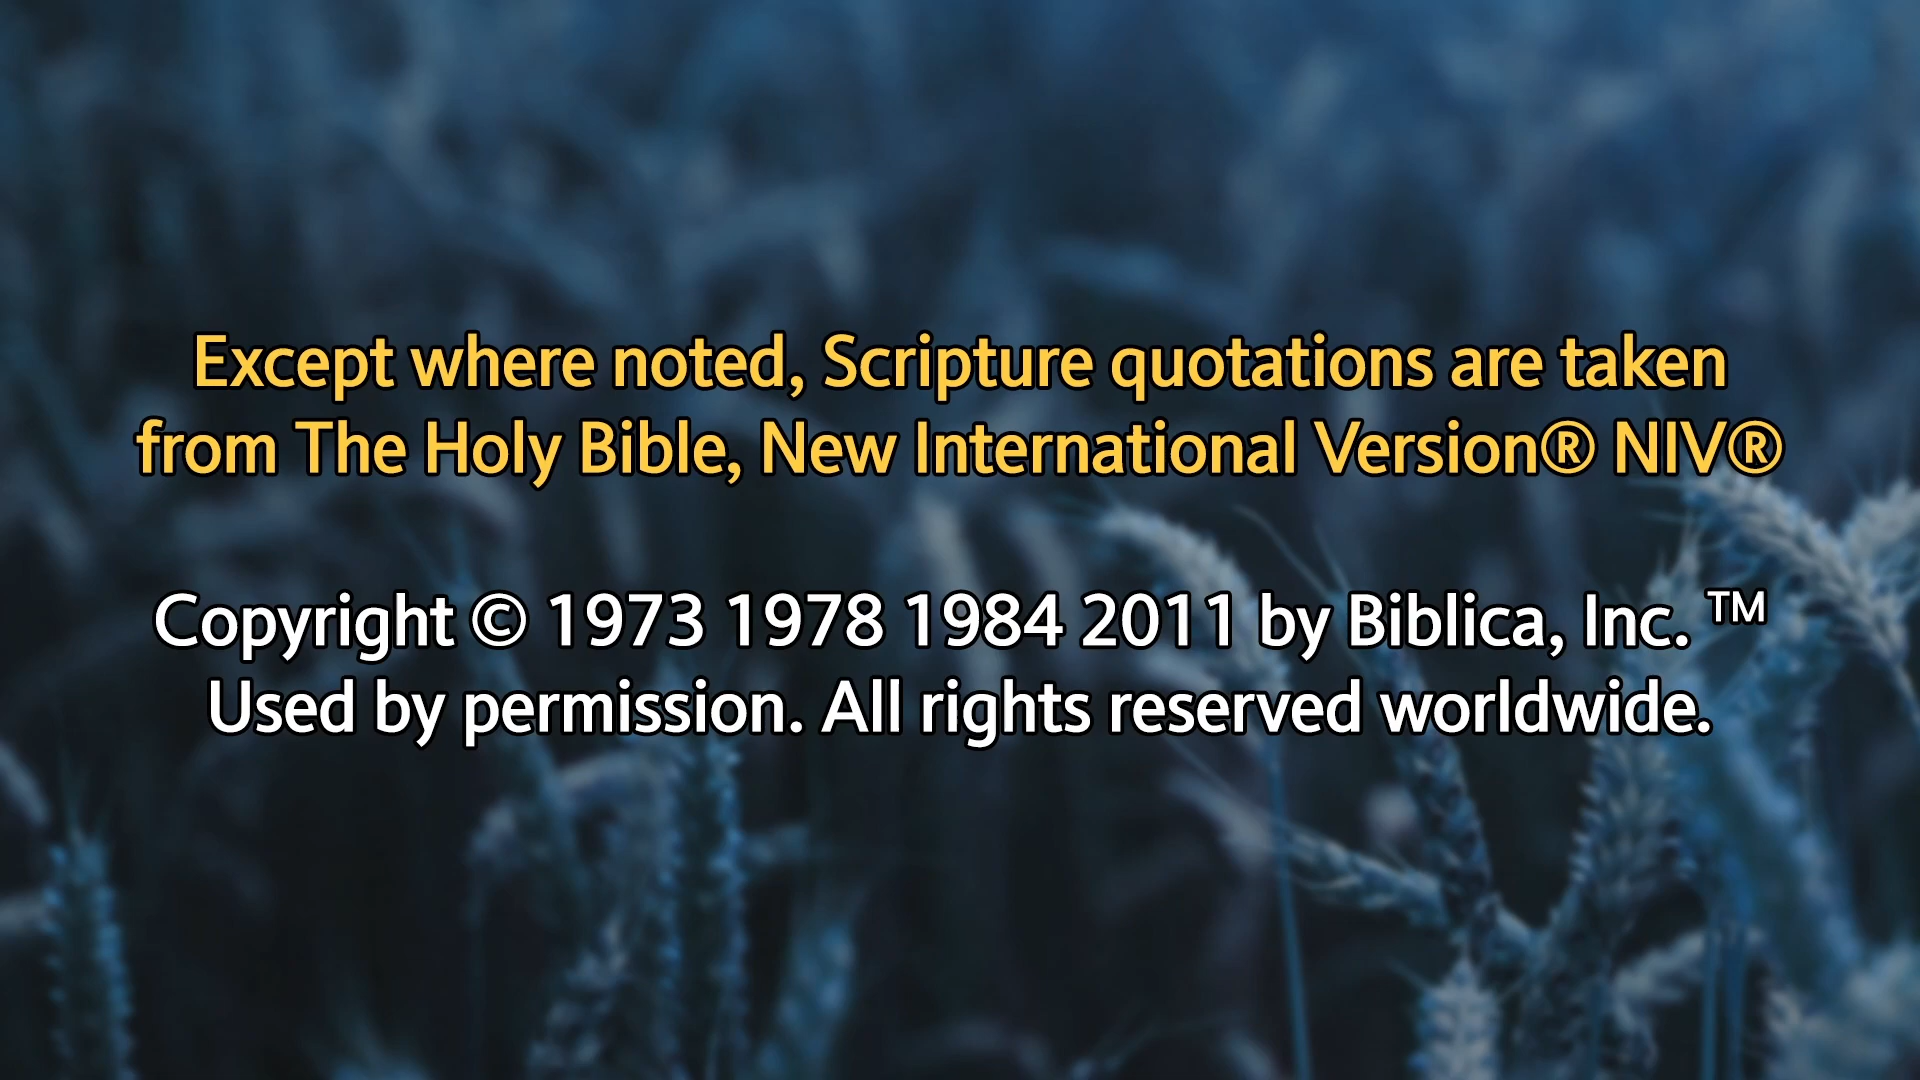 Except where noted, Scripture quotations are taken
from The Holy Bible, New International Version® NIV®
Copyright © 1973 1978 1984 2011 by Biblica, Inc. ™
Used by permission. All rights reserved worldwide.